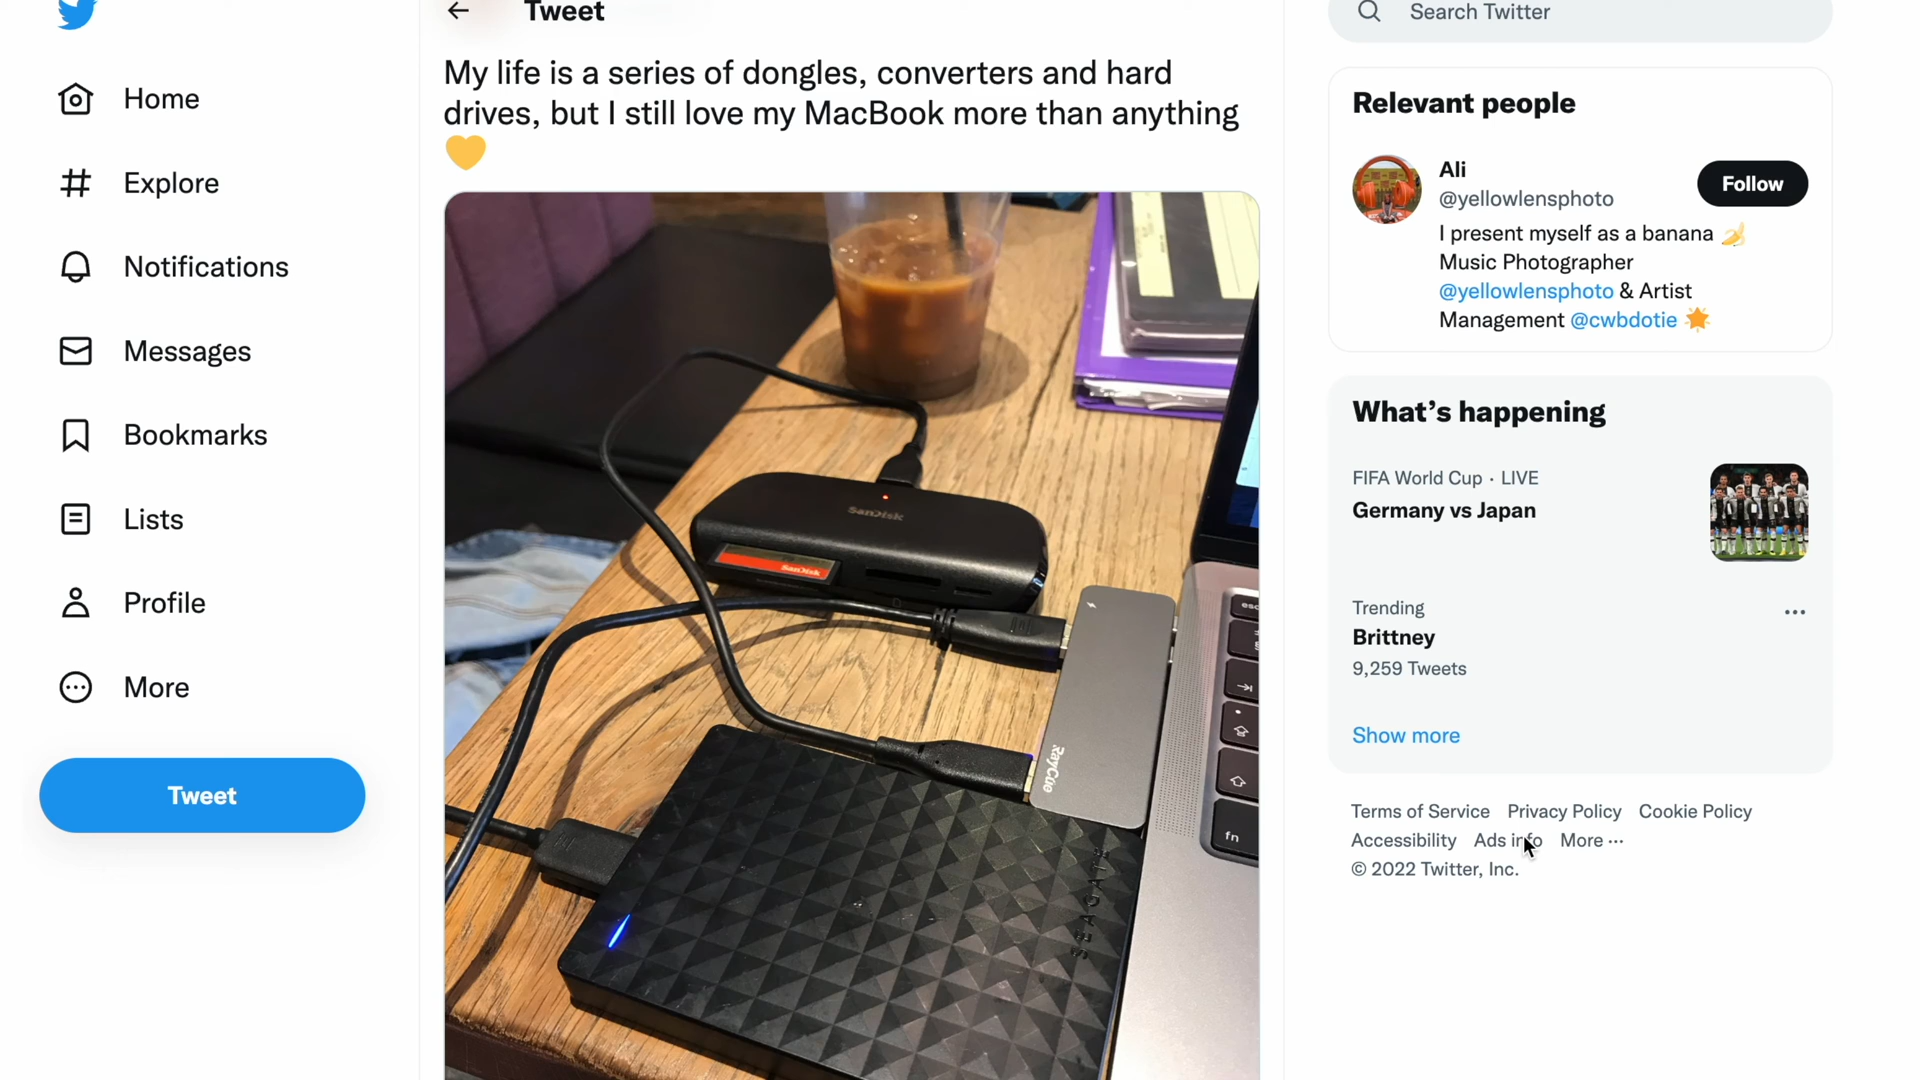 Tweet
My life is a series of dongles, converters and hard
drives, but I still love my MacBook more than anything
💛
Home
Explore
Notifications
Messages
Bookmarks
Lists
Profile
More
Tweet
SanDisk
SanDisk
RayCue
SEAGATE
esc
fn
Search Twitter
Relevant people
Ali
@yellowlensphoto
Follow
I present myself as a banana 🍌
Music Photographer
@yellowlensphoto & Artist
Management @cwbdotie 🌟
What's happening
FIFA World Cup · LIVE
Germany vs Japan
Trending
Brittney
9,259 Tweets
Show more
Terms of Service Privacy Policy Cookie Policy
Accessibility Ads info More ···
© 2022 Twitter, Inc.